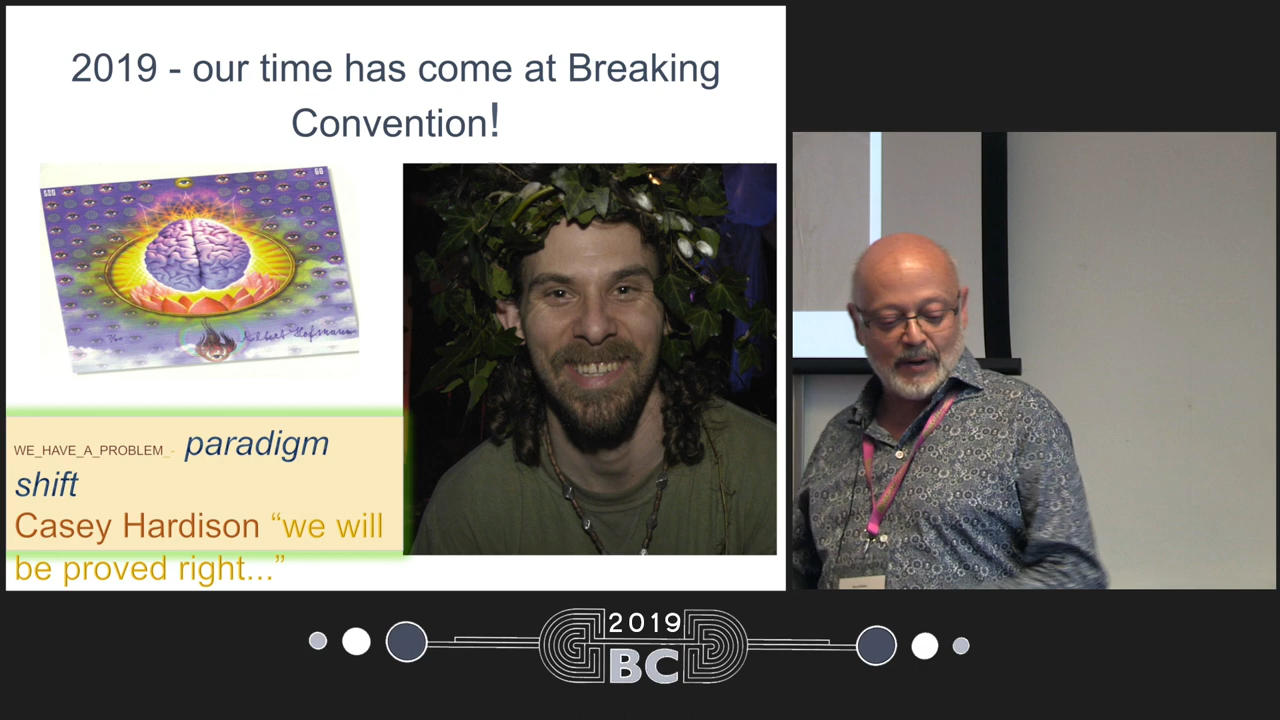 2019 - our time has come at Breaking
Convention!
Albert Hofmann
WE_HAVE_A_PROBLEM_- paradigm
shift
Casey Hardison “we will
be proved right...”
2019
BC